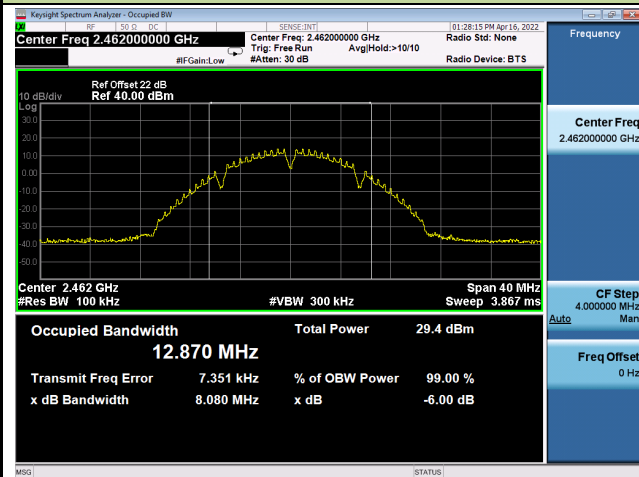 Keysight Spectrum Analyzer - Occupied BW
LXI RF 50 Ω DC SENSE:INT 01:28:15 PM Apr 16, 2022
Center Freq 2.462000000 GHz
Center Freq: 2.462000000 GHz
Radio Std: None
Trig: Free Run Avg|Hold:>10/10
#IFGain:Low
#Atten: 30 dB
Radio Device: BTS
Ref Offset 22 dB
10 dB/div Ref 40.00 dBm
Log
30.0
20.0
10.0
0.00
-10.0
-20.0
-30.0
-40.0
-50.0
Center 2.462 GHz Span 40 MHz
#Res BW 100 kHz #VBW 300 kHz Sweep 3.867 ms
Occupied Bandwidth Total Power 29.4 dBm
12.870 MHz
Transmit Freq Error 7.351 kHz % of OBW Power 99.00 %
x dB Bandwidth 8.080 MHz x dB -6.00 dB
MSG STATUS
Frequency
Center Freq
2.462000000 GHz
CF Step
4.000000 MHz
Auto Man
Freq Offset
0 Hz